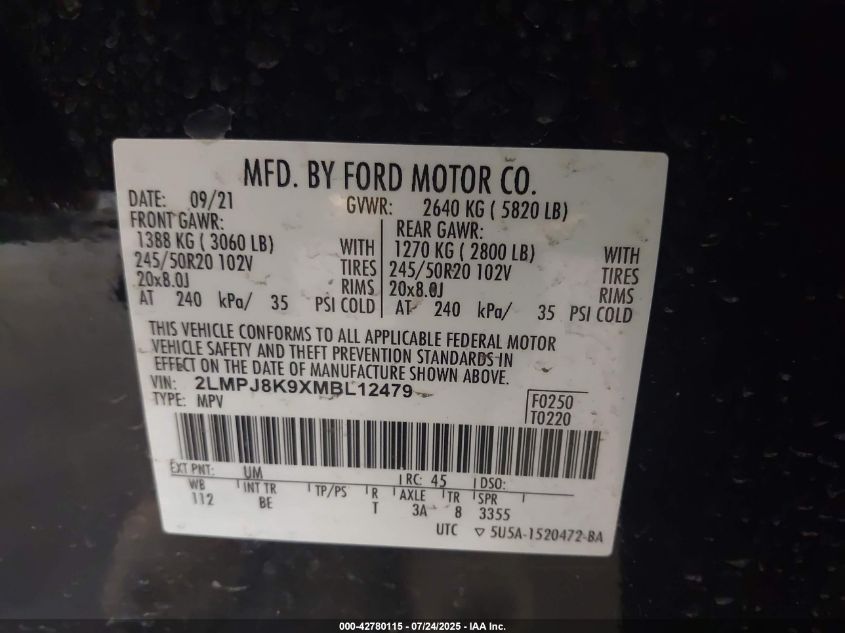 MFD. BY FORD MOTOR CO.
DATE: 09/21 GVWR: 2640 KG ( 5820 LB)
FRONT GAWR: REAR GAWR:
1388 KG ( 3060 LB) WITH 1270 KG ( 2800 LB) WITH
245/50R20 102V TIRES 245/50R20 102V TIRES
20x8.0J RIMS 20x8.0J RIMS
AT 240 kPa/ 35 PSI COLD AT 240 kPa/ 35 PSI COLD
THIS VEHICLE CONFORMS TO ALL APPLICABLE FEDERAL MOTOR
VEHICLE SAFETY AND THEFT PREVENTION STANDARDS IN
EFFECT ON THE DATE OF MANUFACTURE SHOWN ABOVE.
VIN: 2LMPJ8K9XMBL12479
TYPE: MPV F0250
T0220
EXT PNT: UM RC: 45 DSO:
WB INT TR TP/PS R AXLE TR SPR
112 BE T 3A 8 3355
UTC ▽ 5U5A-1520472-BA
000-42780115 - 07/24/2025 - IAA Inc.